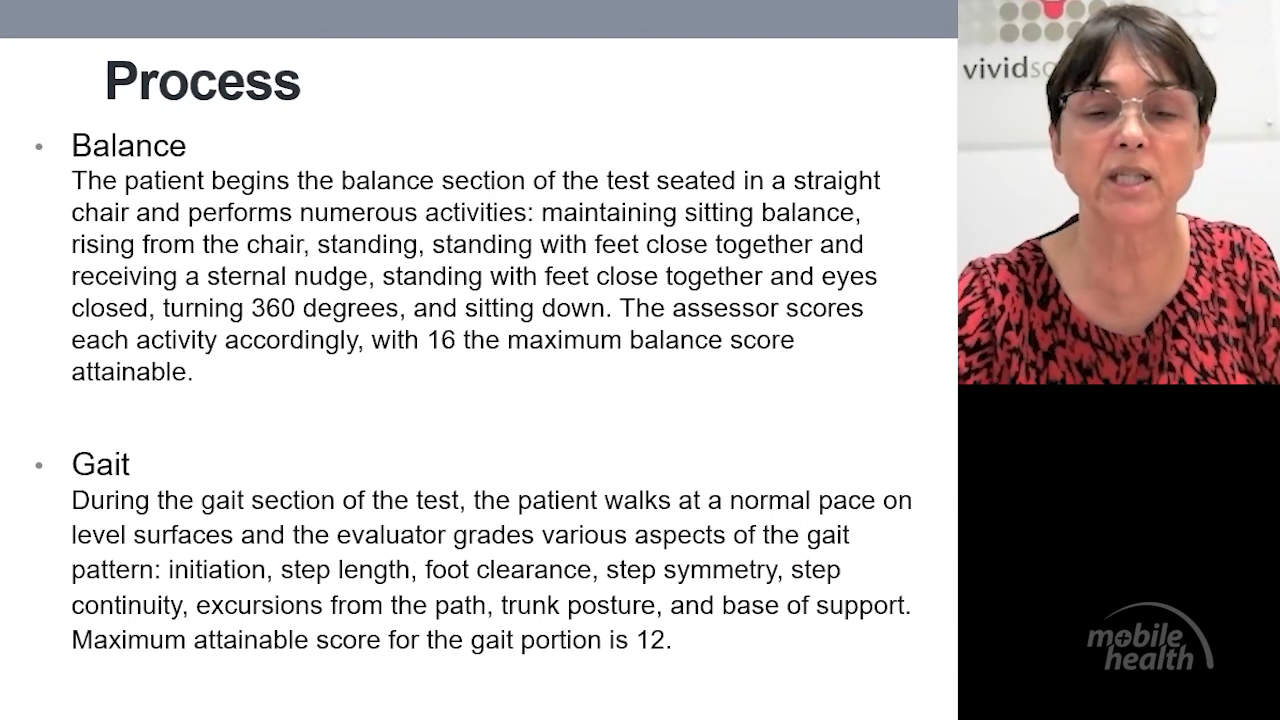 Process
• Balance
The patient begins the balance section of the test seated in a straight
chair and performs numerous activities: maintaining sitting balance,
rising from the chair, standing, standing with feet close together and
receiving a sternal nudge, standing with feet close together and eyes
closed, turning 360 degrees, and sitting down. The assessor scores
each activity accordingly, with 16 the maximum balance score
attainable.
• Gait
During the gait section of the test, the patient walks at a normal pace on
level surfaces and the evaluator grades various aspects of the gait
pattern: initiation, step length, foot clearance, step symmetry, step
continuity, excursions from the path, trunk posture, and base of support.
Maximum attainable score for the gait portion is 12.
vividso
mobile
health